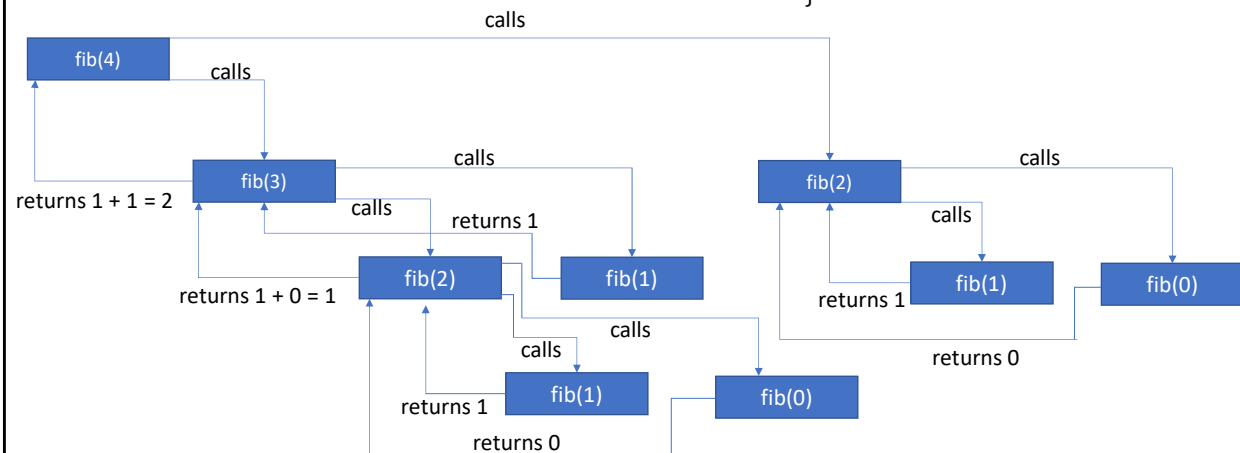 }
calls
fib(4)
calls
calls
calls
fib(3)
fib(2)
returns 1 + 1 = 2
calls
calls
returns 1
fib(2)
fib(1)
fib(1)
fib(0)
returns 1 + 0 = 1
returns 1
calls
calls
returns 0
fib(1)
fib(0)
returns 1
returns 0